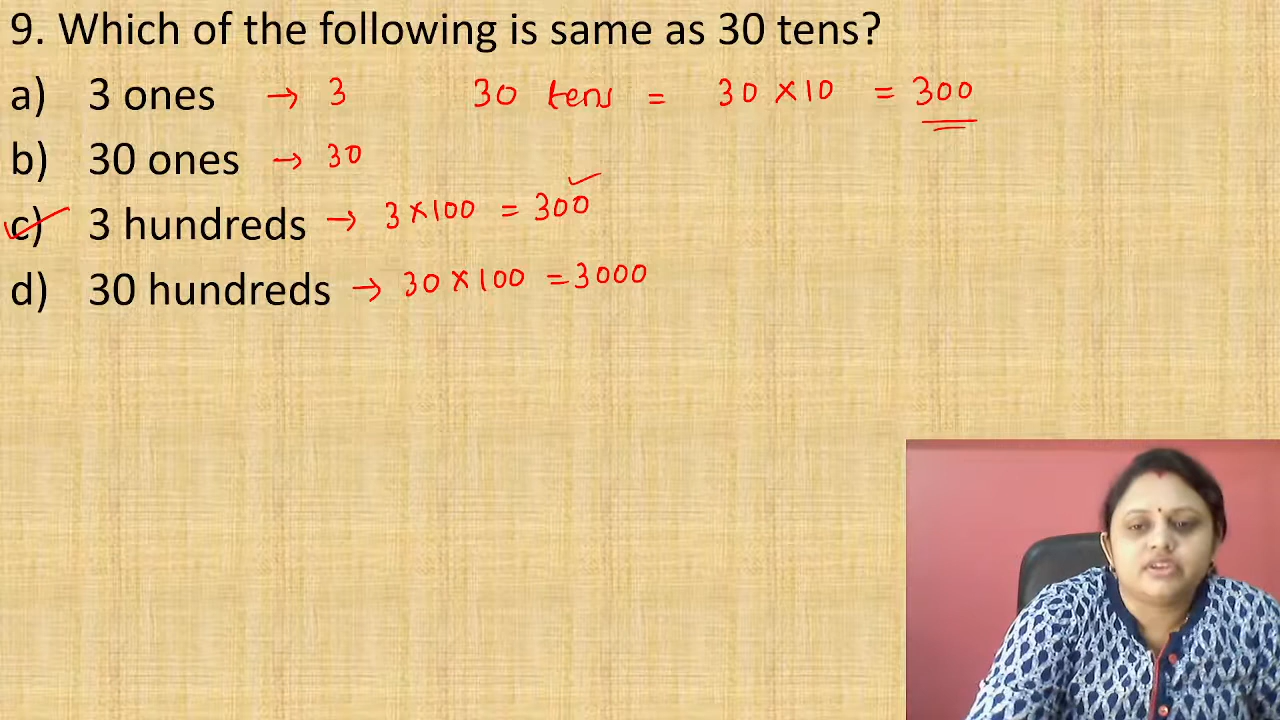 9. Which of the following is same as 30 tens?
a) 3 ones → 3 30 tens = 30 × 10 = 300
b) 30 ones → 30
c) 3 hundreds → 3 × 100 = 300 ✓
d) 30 hundreds → 30 × 100 = 3000